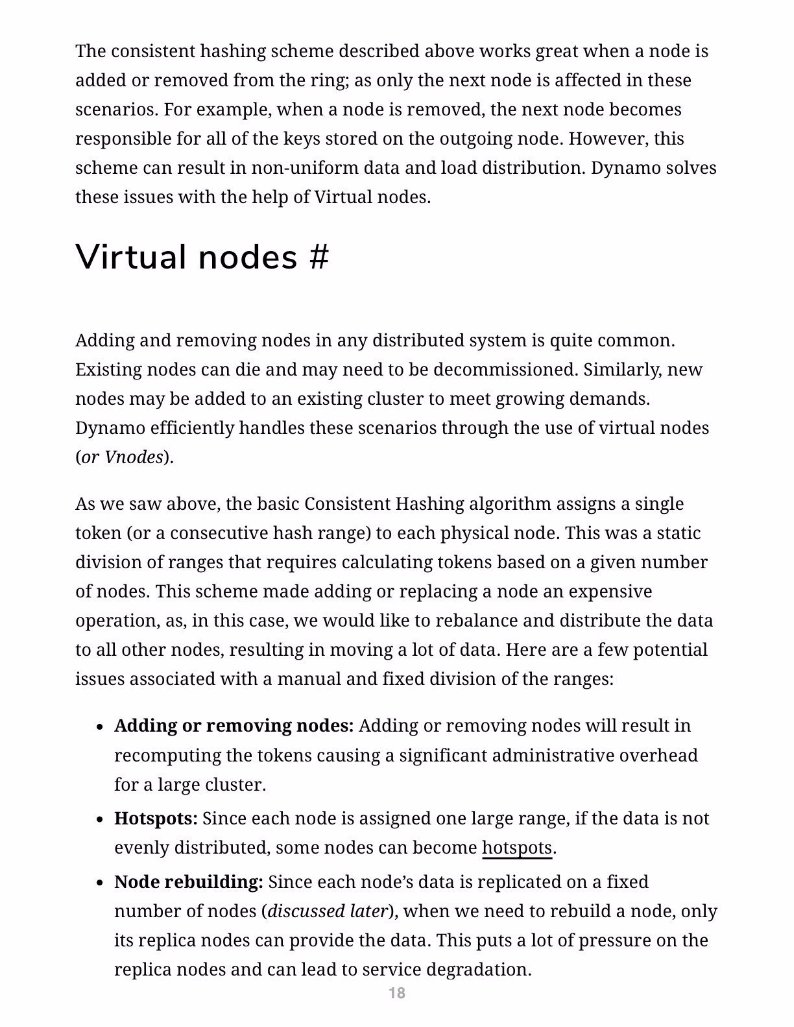 The consistent hashing scheme described above works great when a node is
added or removed from the ring; as only the next node is affected in these
scenarios. For example, when a node is removed, the next node becomes
responsible for all of the keys stored on the outgoing node. However, this
scheme can result in non-uniform data and load distribution. Dynamo solves
these issues with the help of Virtual nodes.
Virtual nodes #
Adding and removing nodes in any distributed system is quite common.
Existing nodes can die and may need to be decommissioned. Similarly, new
nodes may be added to an existing cluster to meet growing demands.
Dynamo efficiently handles these scenarios through the use of virtual nodes
(or Vnodes).
As we saw above, the basic Consistent Hashing algorithm assigns a single
token (or a consecutive hash range) to each physical node. This was a static
division of ranges that requires calculating tokens based on a given number
of nodes. This scheme made adding or replacing a node an expensive
operation, as, in this case, we would like to rebalance and distribute the data
to all other nodes, resulting in moving a lot of data. Here are a few potential
issues associated with a manual and fixed division of the ranges:
• Adding or removing nodes: Adding or removing nodes will result in
recomputing the tokens causing a significant administrative overhead
for a large cluster.
• Hotspots: Since each node is assigned one large range, if the data is not
evenly distributed, some nodes can become hotspots.
• Node rebuilding: Since each node’s data is replicated on a fixed
number of nodes (discussed later), when we need to rebuild a node, only
its replica nodes can provide the data. This puts a lot of pressure on the
replica nodes and can lead to service degradation.
18